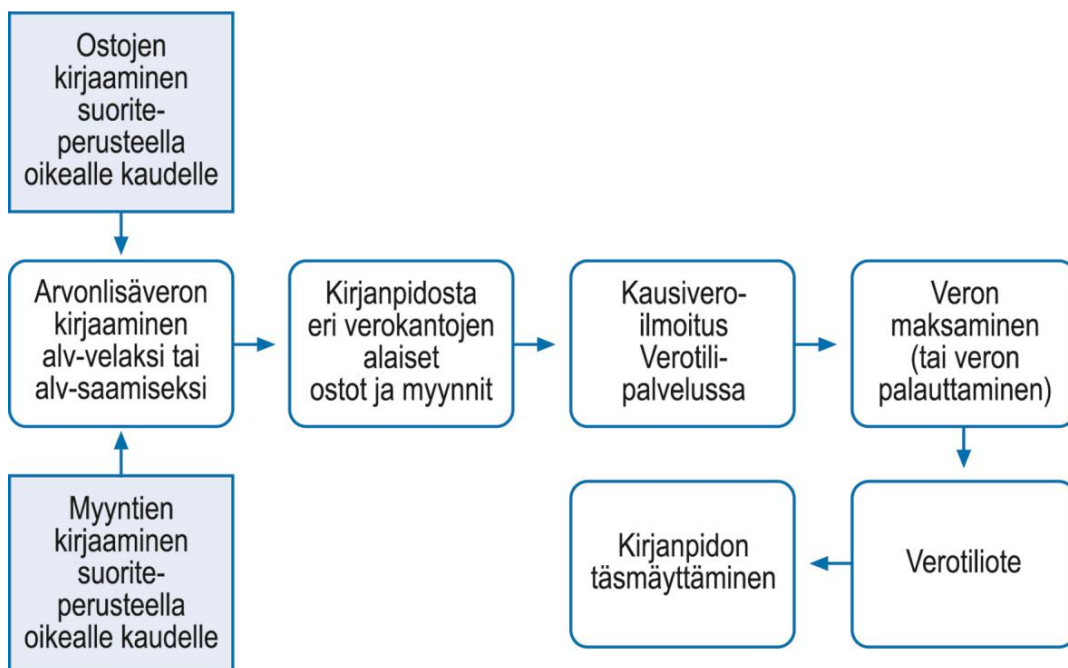 Ostojen
kirjaaminen
suorite-
perusteella
oikealle kaudelle
Arvonlisäveron
kirjaaminen
alv-velaksi tai
alv-saamiseksi
Myyntien
kirjaaminen
suorite-
perusteella
oikealle kaudelle
Kirjanpidosta
eri verokantojen
alaiset
ostot ja myynnit
Kausivero-
ilmoitus
Verotili-
palvelussa
Veron
maksaminen
(tai veron
palauttaminen)
Verotiliote
Kirjanpidon
täsmäyttäminen